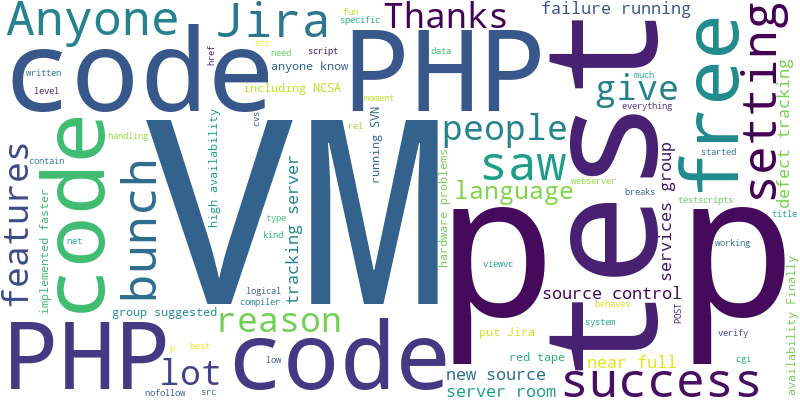 Anyone
Jira
fun
specific
Thanks
failure running
code
PHP
etc
need
script
data
href
anyone know
written
level
including NCSA
moment
much
everything
give
test
free
setting
defect tracking
cvs
rel
running SVN
people
saw
language
code
handling
high availability
features
contain
bunch
VM
tracking server
hardware problems
webserver
breaks
services group
started
testscripts
implemented faster
type
kind
net
p
p
title
working
viewvc
logical
compiler
source control
behaves
system
POST
verify
cgi
availability Finally
group suggested
reason
put Jira
test
PHP
code
p
best
low
lot
red tape
near full
new source
server room
success
nofollow
src